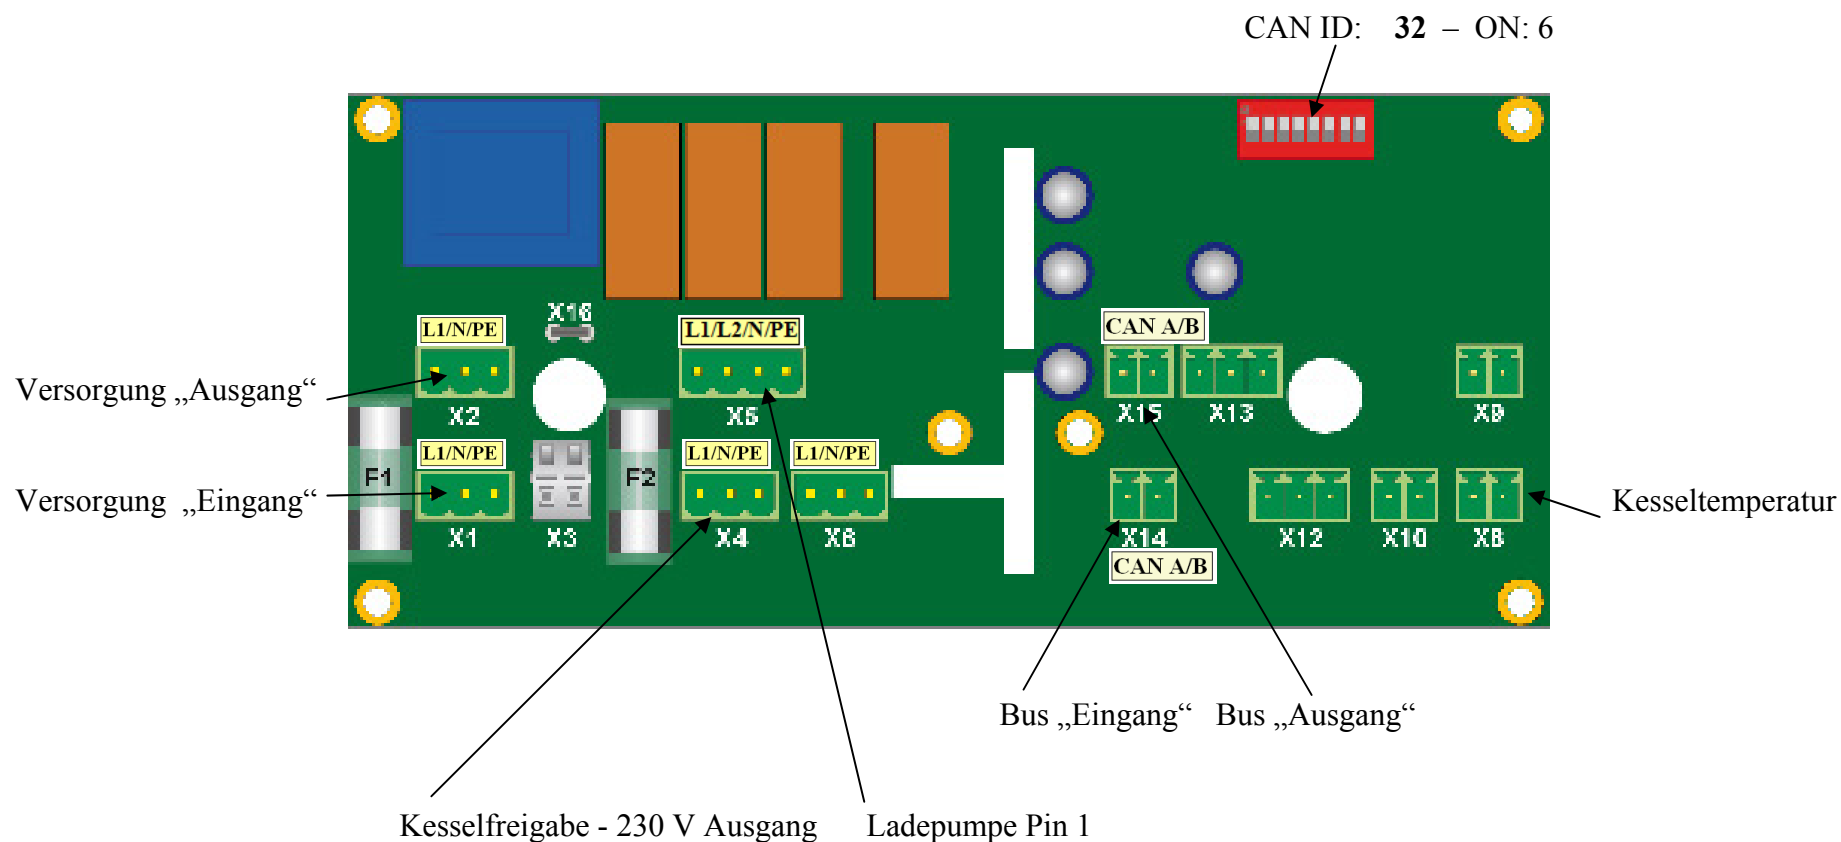 CAN ID: 32 – ON: 6
X16
L1/N/PE
L1/L2/N/PE
CAN A/B
Versorgung „Ausgang“
X2
X5
X15
X13
X9
L1/N/PE
L1/N/PE
L1/N/PE
F1
F2
Versorgung „Eingang“
Kesseltemperatur
X1
X3
X4
X6
X14
X12
X10
X8
CAN A/B
Bus „Eingang“
Bus „Ausgang“
Kesselfreigabe - 230 V Ausgang
Ladepumpe Pin 1